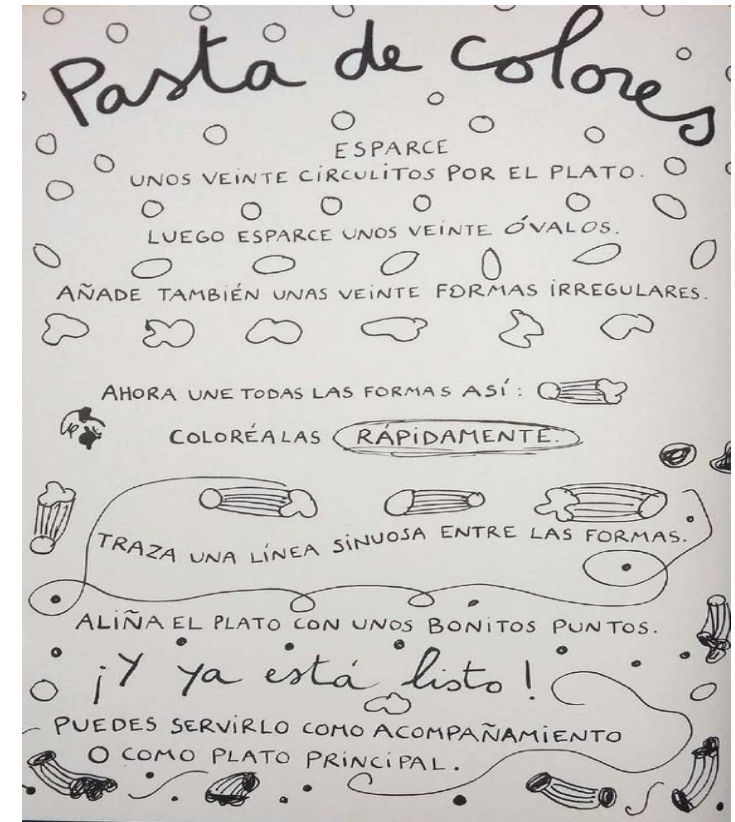 Pasta de colores
ESPARCE
UNOS VEINTE CIRCULITOS POR EL PLATO.
LUEGO ESPARCE UNOS VEINTE ÓVALOS.
AÑADE TAMBIÉN UNAS VEINTE FORMAS IRREGULARES.
AHORA UNE TODAS LAS FORMAS ASÍ:
COLORÉALAS RÁPIDAMENTE.
TRAZA UNA LÍNEA SINUOSA ENTRE LAS FORMAS.
ALIÑA EL PLATO CON UNOS BONITOS PUNTOS.
¡Y ya está listo!
PUEDES SERVIRLO COMO ACOMPAÑAMIENTO
O COMO PLATO PRINCIPAL.